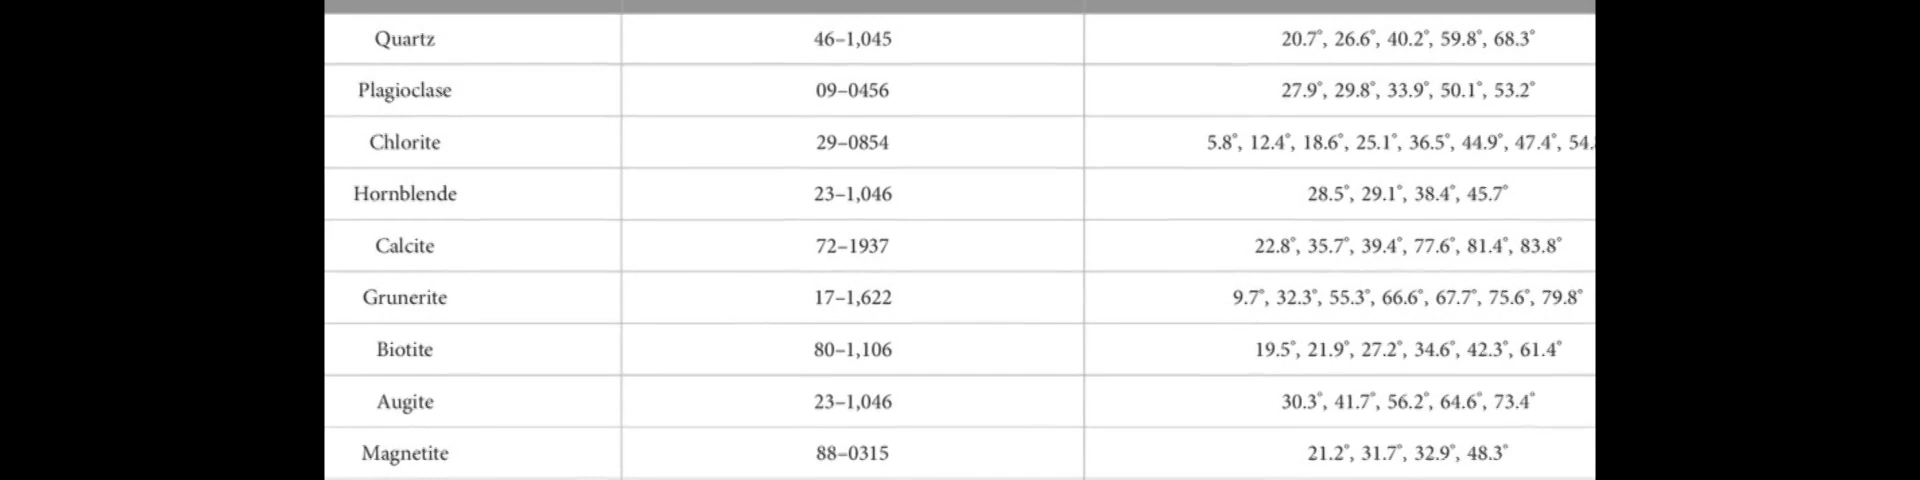 Quartz 46–1,045 20.7°, 26.6°, 40.2°, 59.8°, 68.3°
Plagioclase 09–0456 27.9°, 29.8°, 33.9°, 50.1°, 53.2°
Chlorite 29–0854 5.8°, 12.4°, 18.6°, 25.1°, 36.5°, 44.9°, 47.4°, 54.
Hornblende 23–1,046 28.5°, 29.1°, 38.4°, 45.7°
Calcite 72–1937 22.8°, 35.7°, 39.4°, 77.6°, 81.4°, 83.8°
Grunerite 17–1,622 9.7°, 32.3°, 55.3°, 66.6°, 67.7°, 75.6°, 79.8°
Biotite 80–1,106 19.5°, 21.9°, 27.2°, 34.6°, 42.3°, 61.4°
Augite 23–1,046 30.3°, 41.7°, 56.2°, 64.6°, 73.4°
Magnetite 88–0315 21.2°, 31.7°, 32.9°, 48.3°